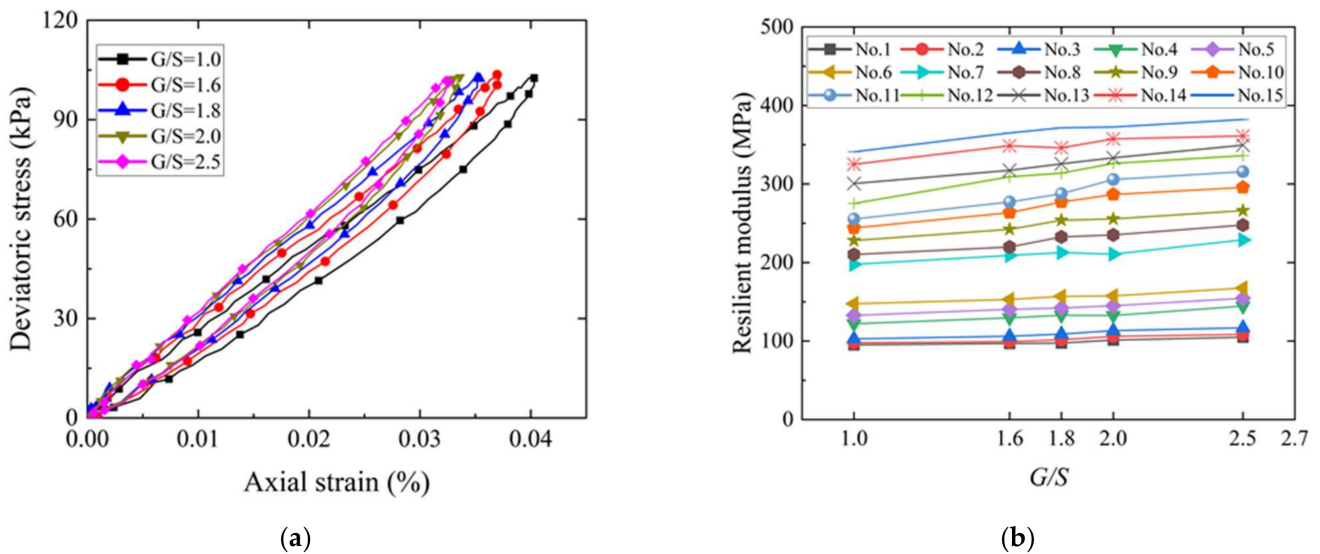 120
90
60
30
0
Deviatoric stress (kPa)
G/S=1.0
G/S=1.6
G/S=1.8
G/S=2.0
G/S=2.5
0.00 0.01 0.02 0.03 0.04
Axial strain (%)
(a)
500
400
300
200
100
0
Resilient modulus (MPa)
No.1 No.2 No.3 No.4 No.5
No.6 No.7 No.8 No.9 No.10
No.11 No.12 No.13 No.14 No.15
1.0 1.6 1.8 2.0 2.5 2.7
G/S
(b)